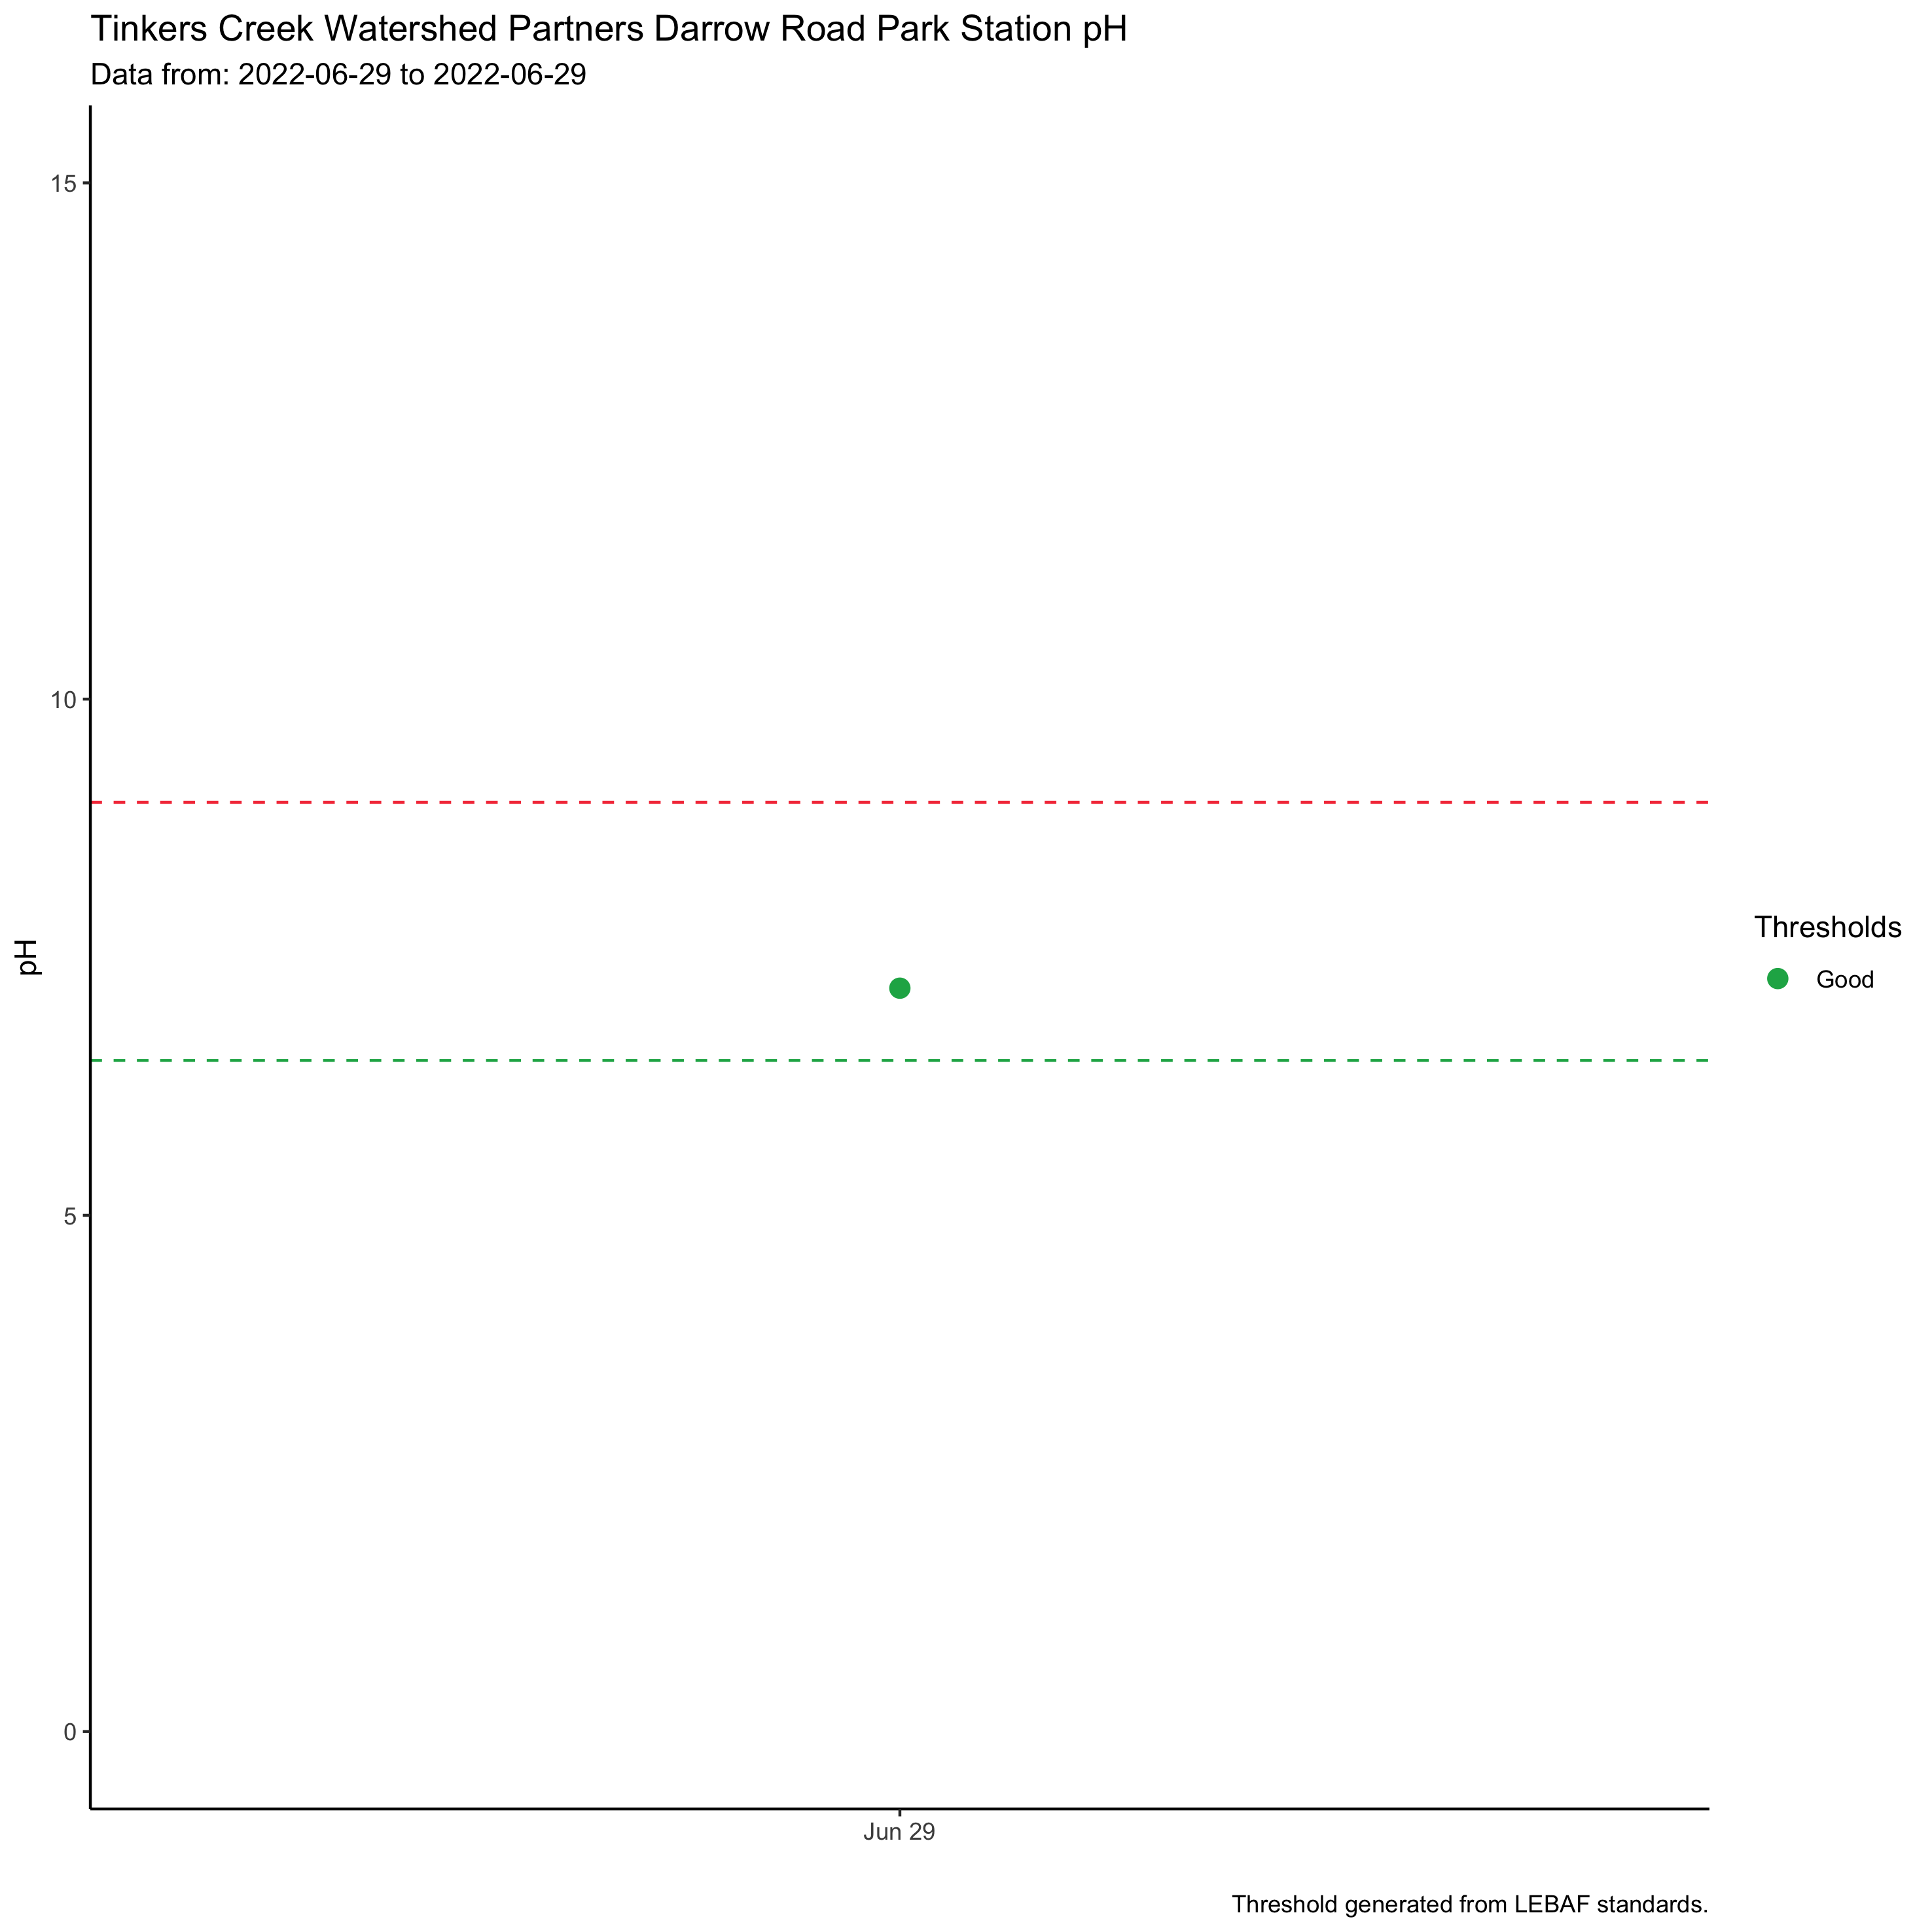 Tinkers Creek Watershed Partners Darrow Road Park Station pH
Data from: 2022-06-29 to 2022-06-29
15
10
5
0
pH
Jun 29
Thresholds
Good
Threshold generated from LEBAF standards.